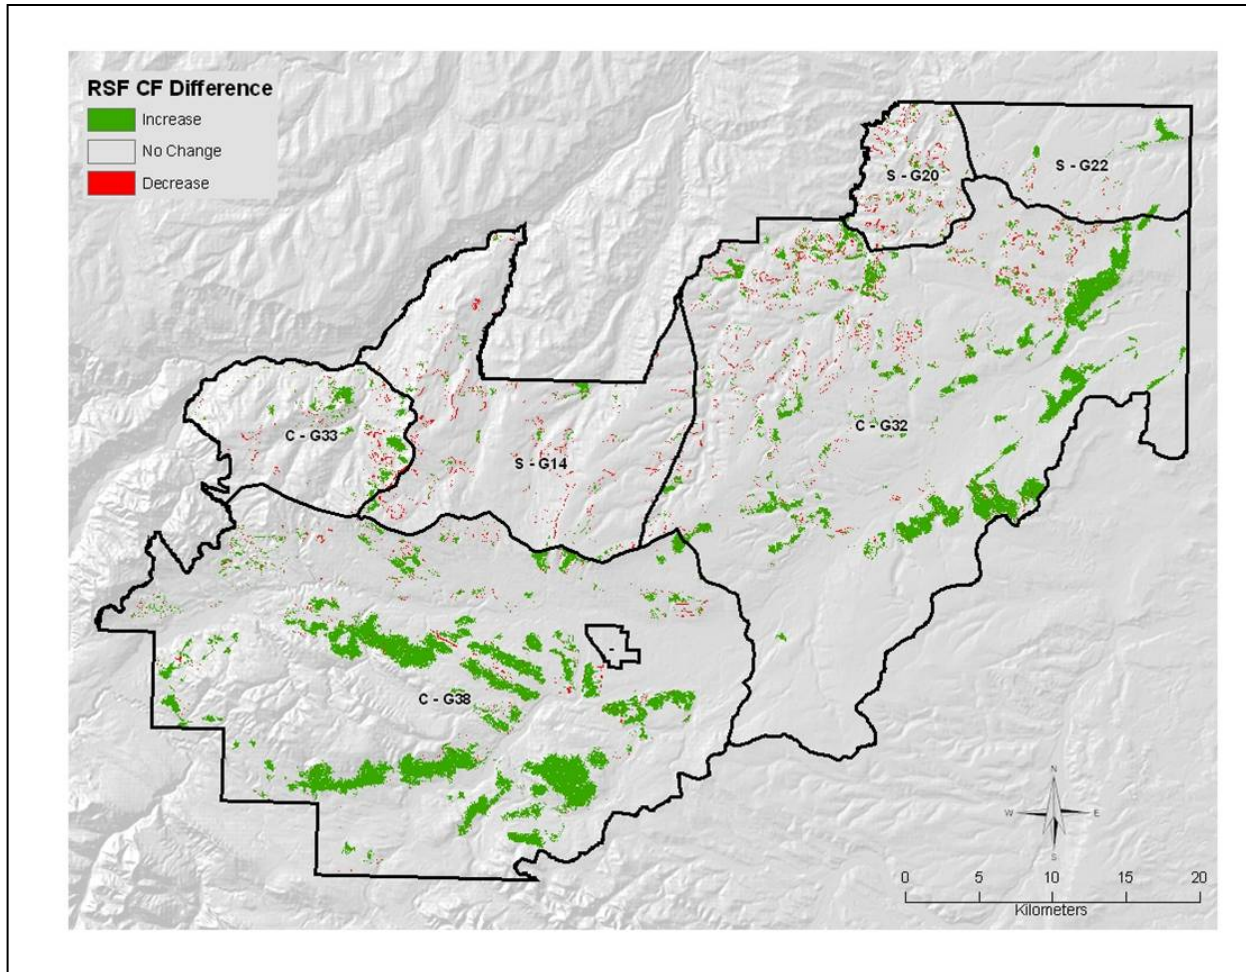 RSF CF Difference
Increase
No Change
Decrease
S - G20
S - G22
C - G33
S - G14
C - G32
-
C - G38
N
W E
S
0 5 10 15 20
Kilometers